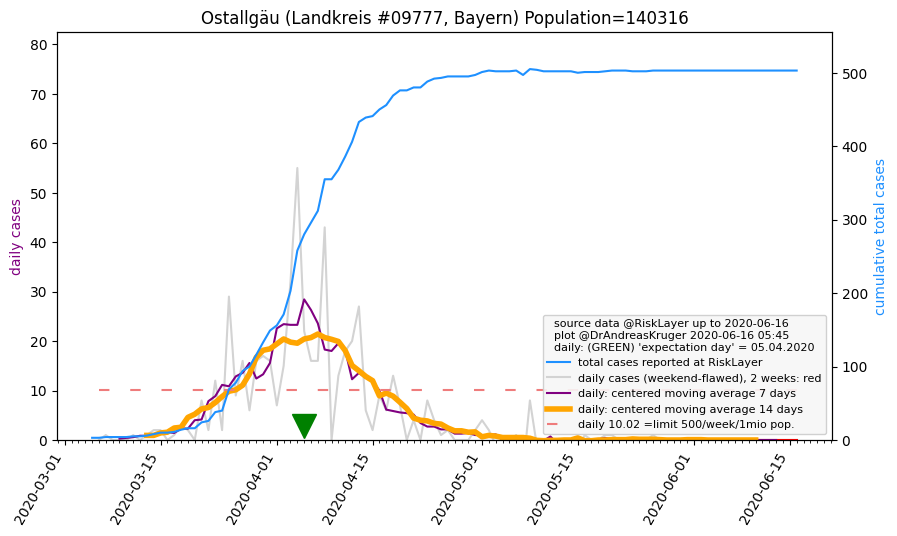 Ostallgäu (Landkreis #09777, Bayern) Population=140316
80
70
60
50
40
30
20
10
0
daily cases
500
400
300
200
100
0
cumulative total cases
source data @RiskLayer up to 2020-06-16
plot @DrAndreasKruger 2020-06-16 05:45
daily: (GREEN) 'expectation day' = 05.04.2020
total cases reported at RiskLayer
daily cases (weekend-flawed), 2 weeks: red
daily: centered moving average 7 days
daily: centered moving average 14 days
daily 10.02 =limit 500/week/1mio pop.
2020-03-01
2020-03-15
2020-04-01
2020-04-15
2020-05-01
2020-05-15
2020-06-01
2020-06-15